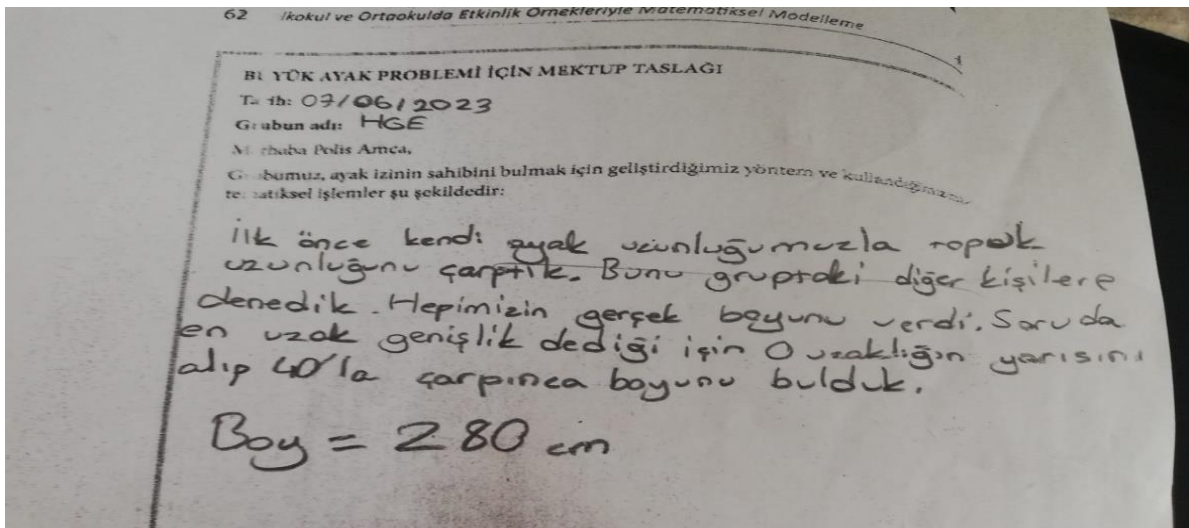 62 İlkokul ve Ortaokulda Etkinlik Örnekleriyle Matematiksel Modelleme
BÜYÜK AYAK PROBLEMİ İÇİN MEKTUP TASLAĞI
Tarih: 07/06/2023
Grubun adı: HGE
Merhaba Polis Amca,
Grubumuz, ayak izinin sahibini bulmak için geliştirdiğimiz yöntem ve kullandığımız
matematiksel işlemler şu şekildedir:
İlk önce kendi ayak uzunluğumuzla topuk
uzunluğunu çarptık. Bunu gruptaki diğer kişilere
denedik. Hepimizin gerçek boyunu verdi. Soruda
en uzak genişlik dediği için O uzaklığın yarısını
alıp 40'la çarpınca boyunu bulduk.
Boy = 280 cm